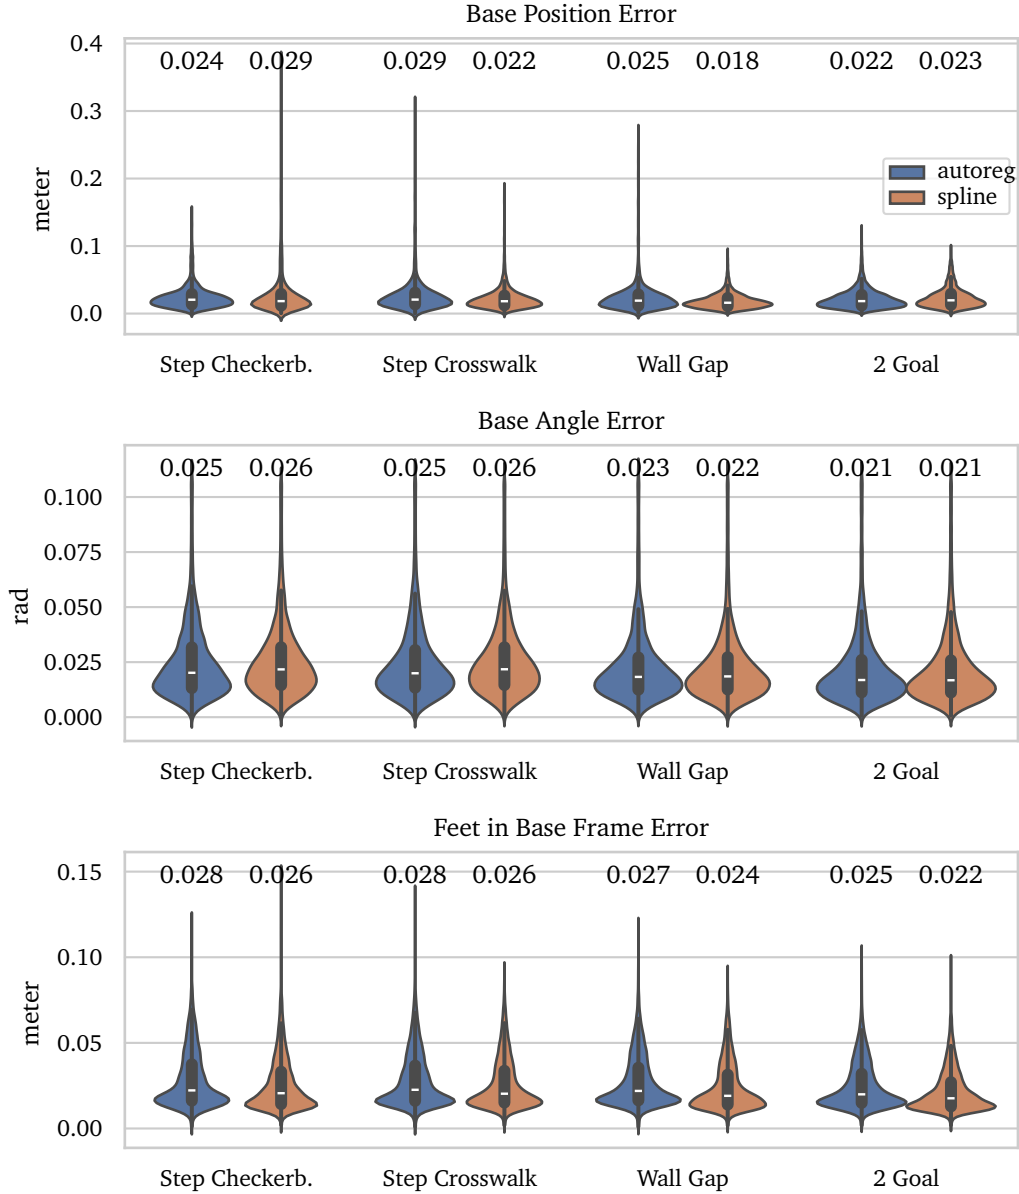 Base Position Error
0.4
0.024 0.029 0.029 0.022 0.025 0.018 0.022 0.023
0.3
meter
0.2
autoreg
spline
0.1
0.0
Step Checkerb. Step Crosswalk Wall Gap 2 Goal
Base Angle Error
0.025 0.026 0.025 0.026 0.023 0.022 0.021 0.021
0.100
0.075
rad
0.050
0.025
0.000
Step Checkerb. Step Crosswalk Wall Gap 2 Goal
Feet in Base Frame Error
0.15
0.028 0.026 0.028 0.026 0.027 0.024 0.025 0.022
0.10
meter
0.05
0.00
Step Checkerb. Step Crosswalk Wall Gap 2 Goal